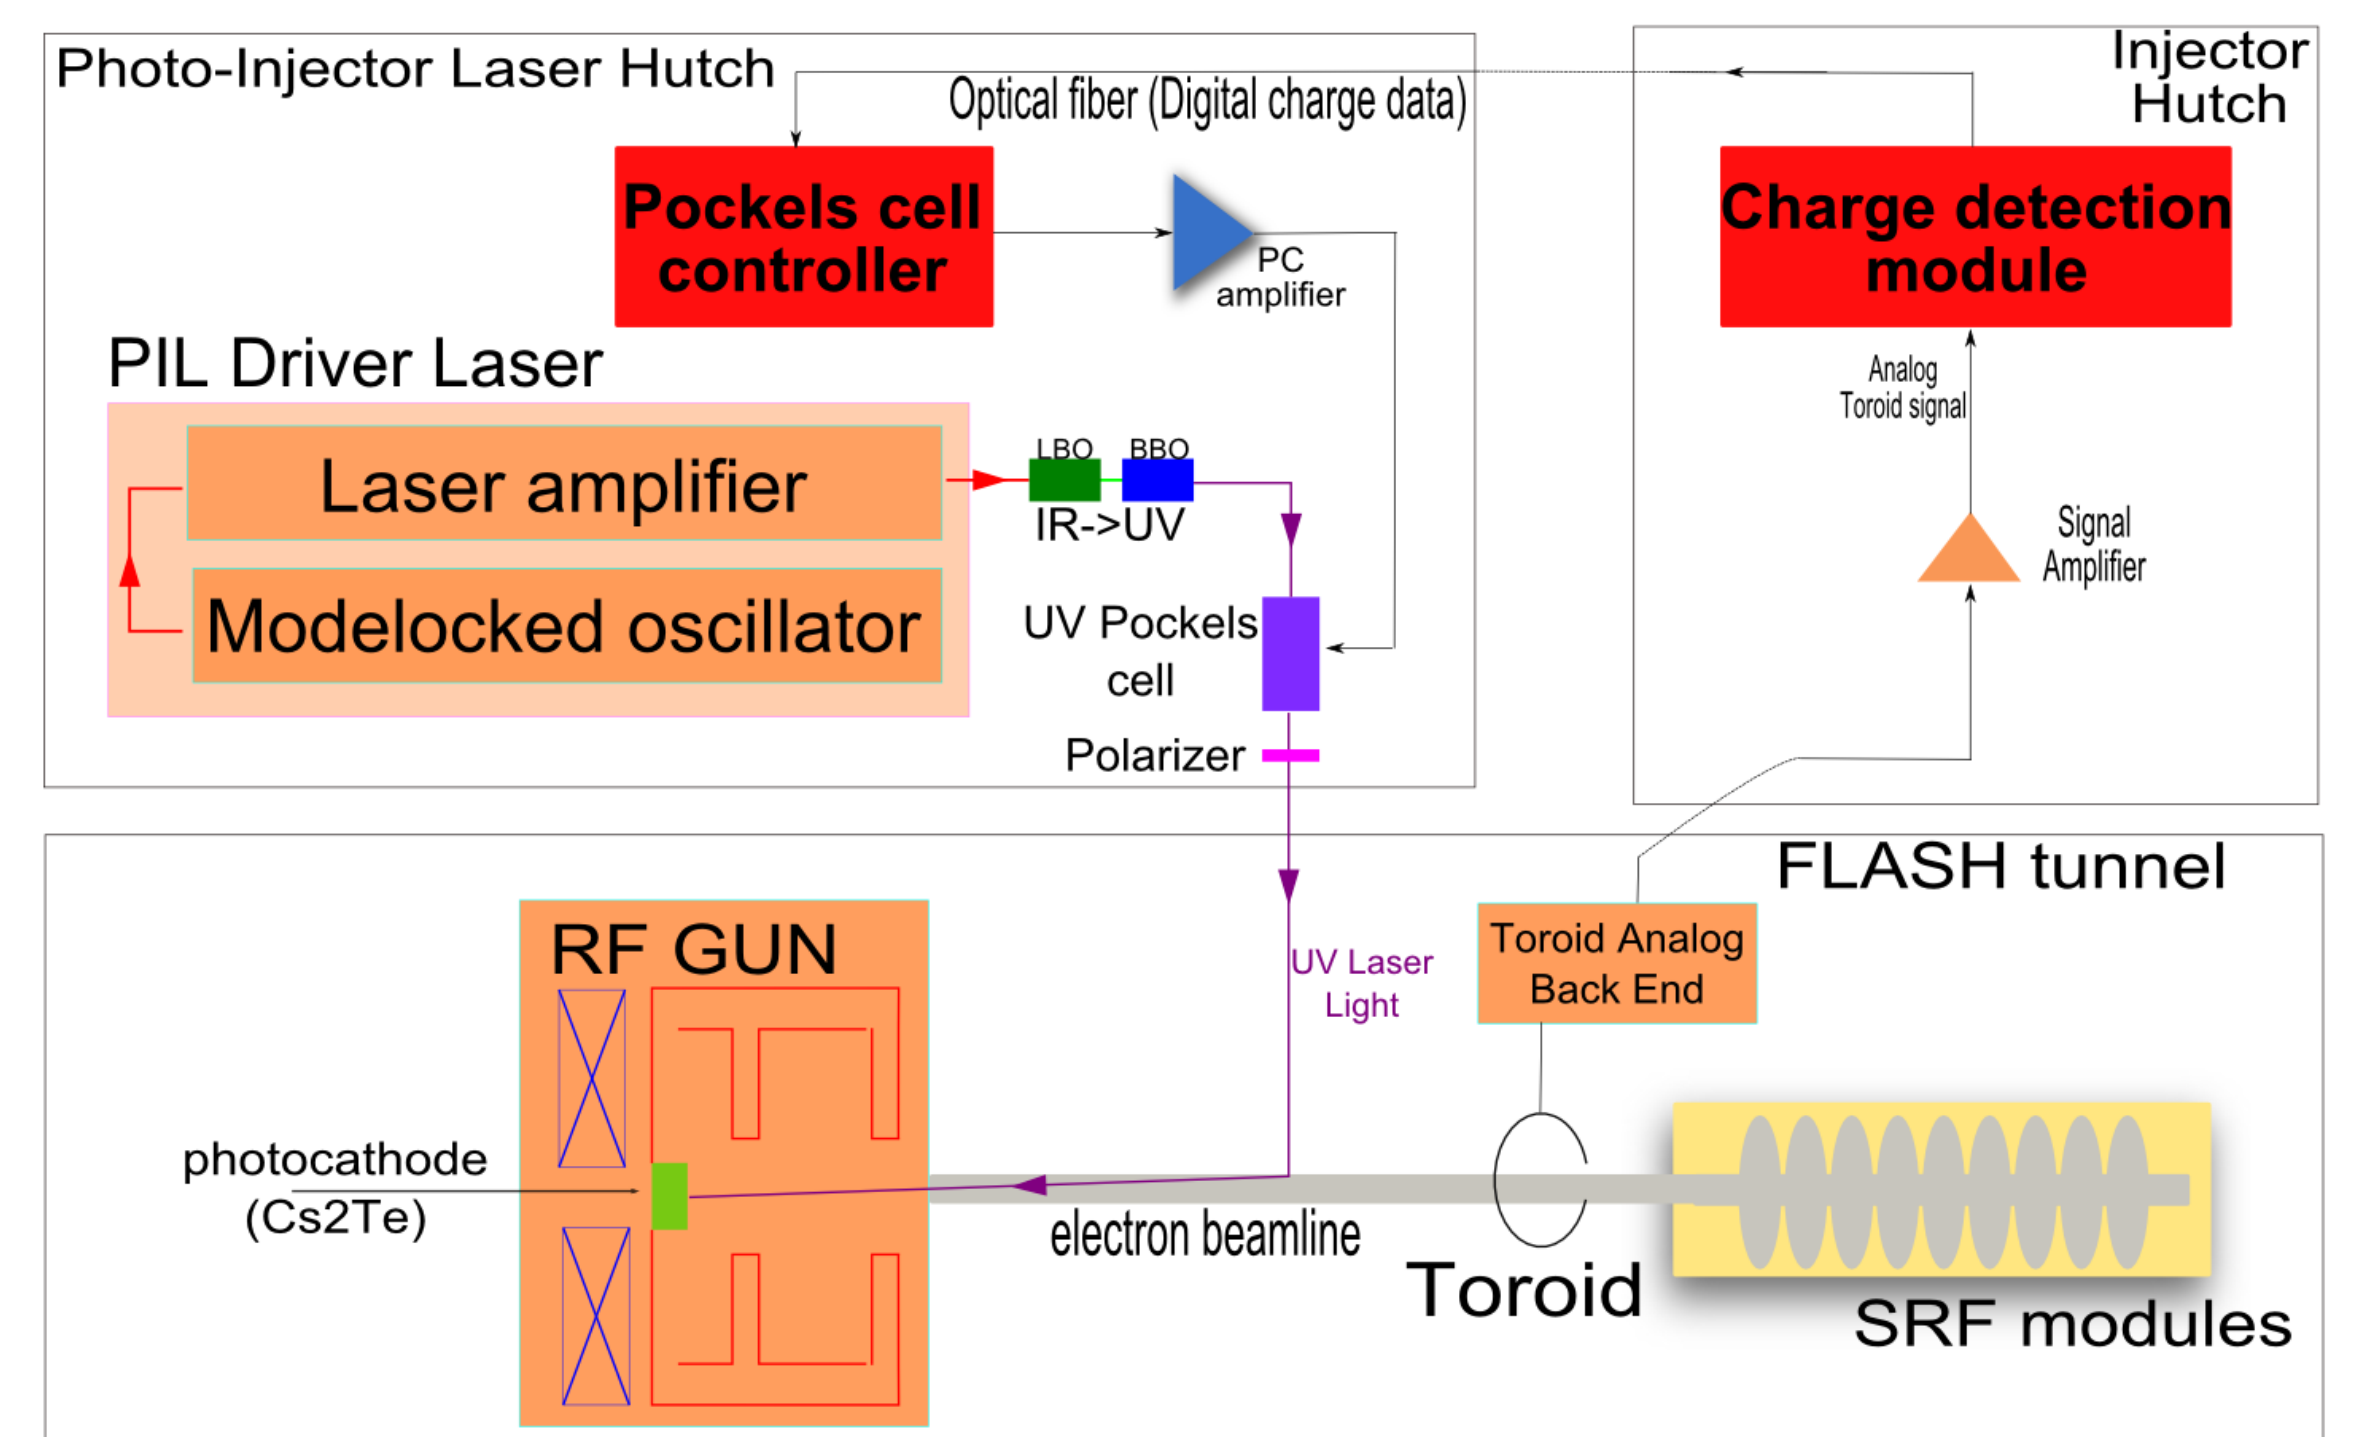 Photo-Injector Laser Hutch
Optical fiber (Digital charge data)
Injector
Hutch
Pockels cell
controller
PC
amplifier
Charge detection
module
PIL Driver Laser
Laser amplifier
Modelocked oscillator
LBO
BBO
IR->UV
UV Pockels
cell
Polarizer
Analog
Toroid signal
Signal
Amplifier
FLASH tunnel
RF GUN
UV Laser
Light
Toroid Analog
Back End
photocathode
(Cs2Te)
electron beamline
Toroid
SRF modules